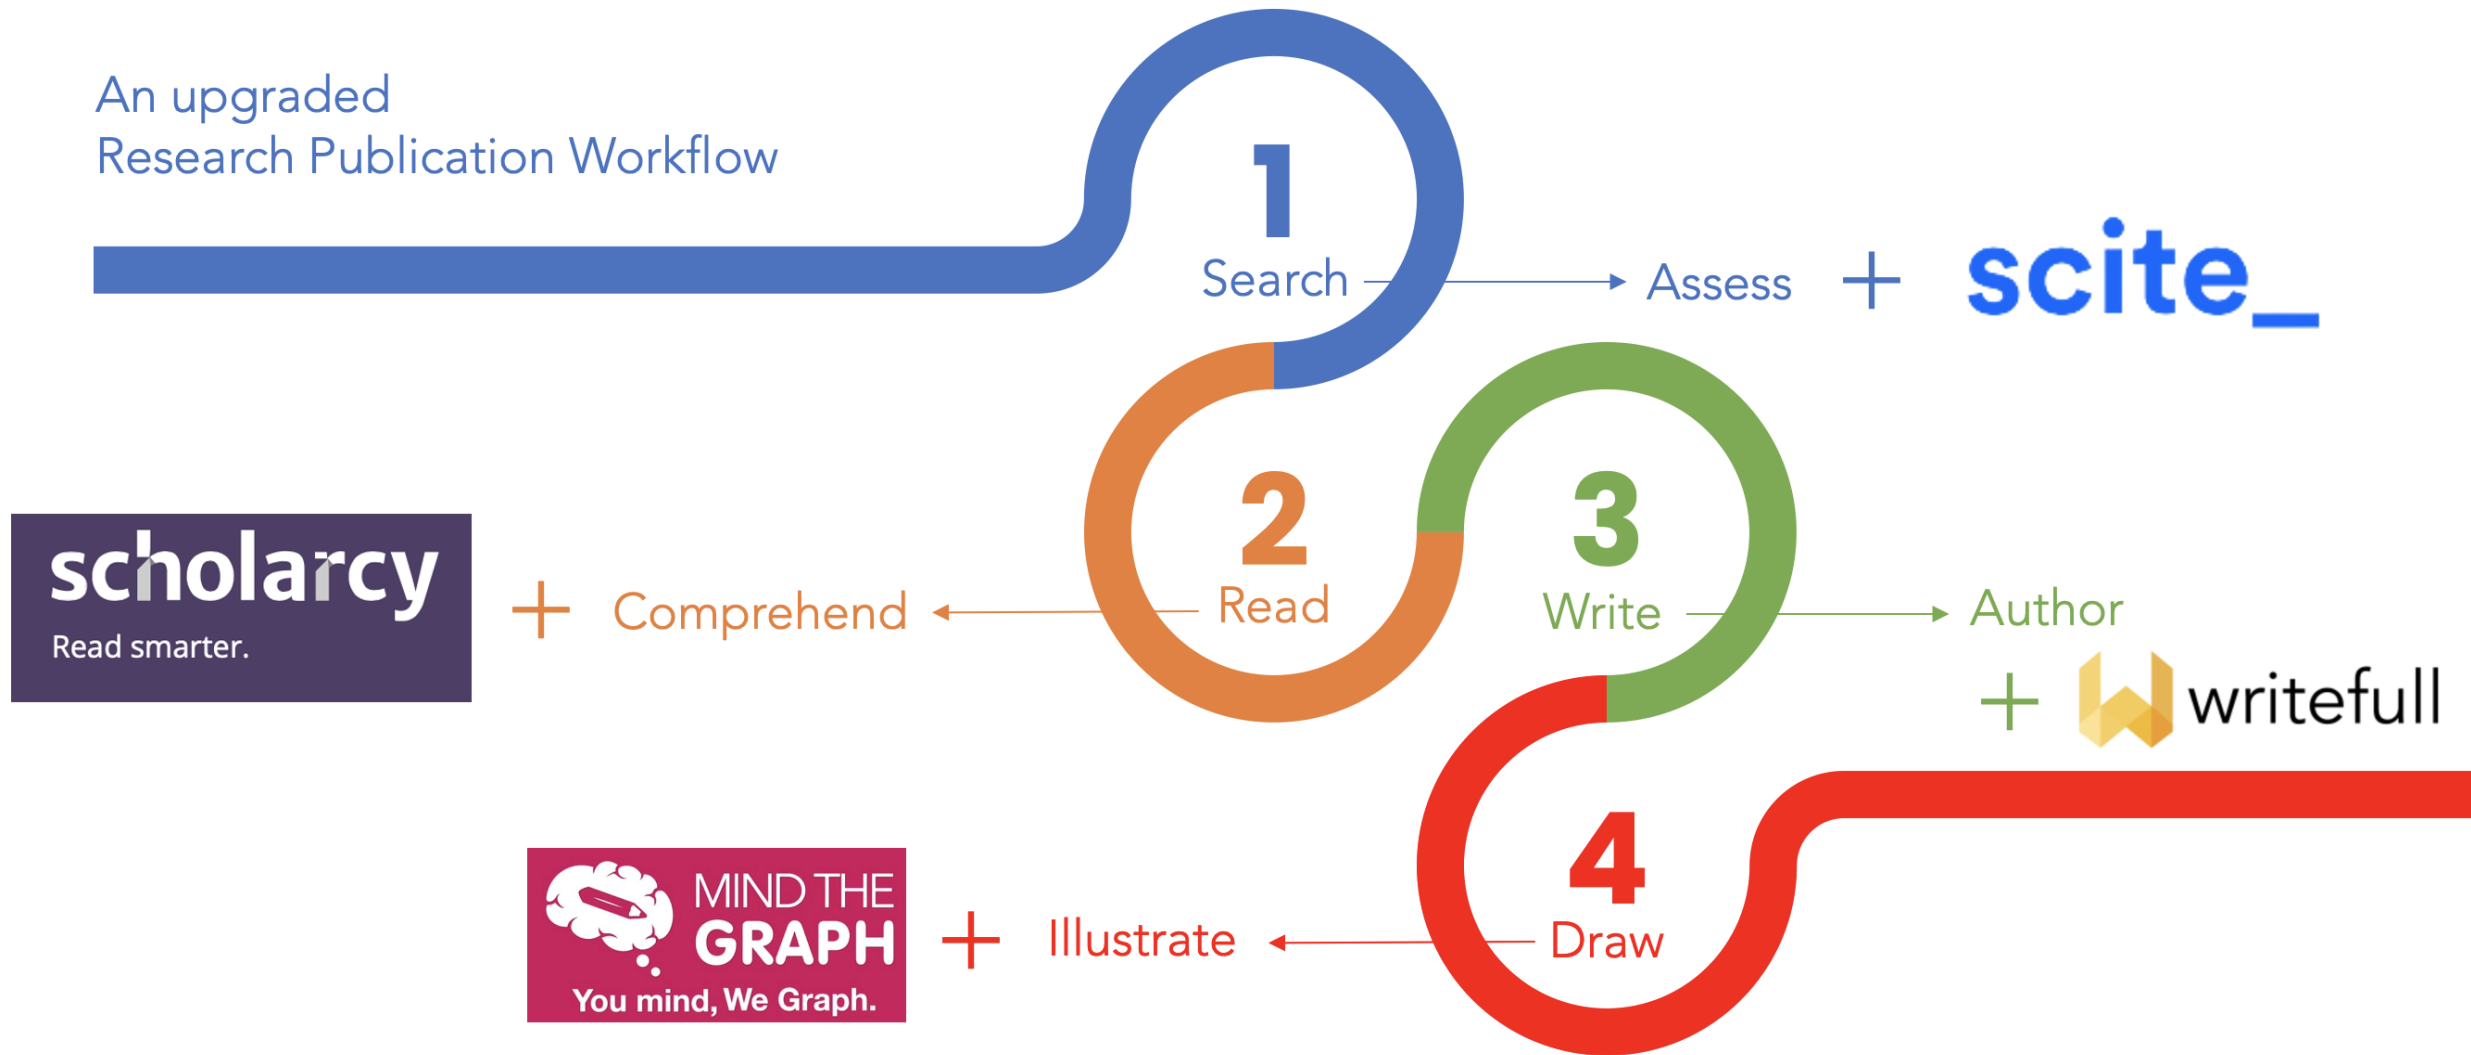 An upgraded
Research Publication Workflow
1
Search
Assess
+
scite_
2
Read
Comprehend
+
scholarcy
Read smarter.
3
Write
Author
+
writefull
4
Draw
Illustrate
+
MIND THE
GRAPH
You mind, We Graph.